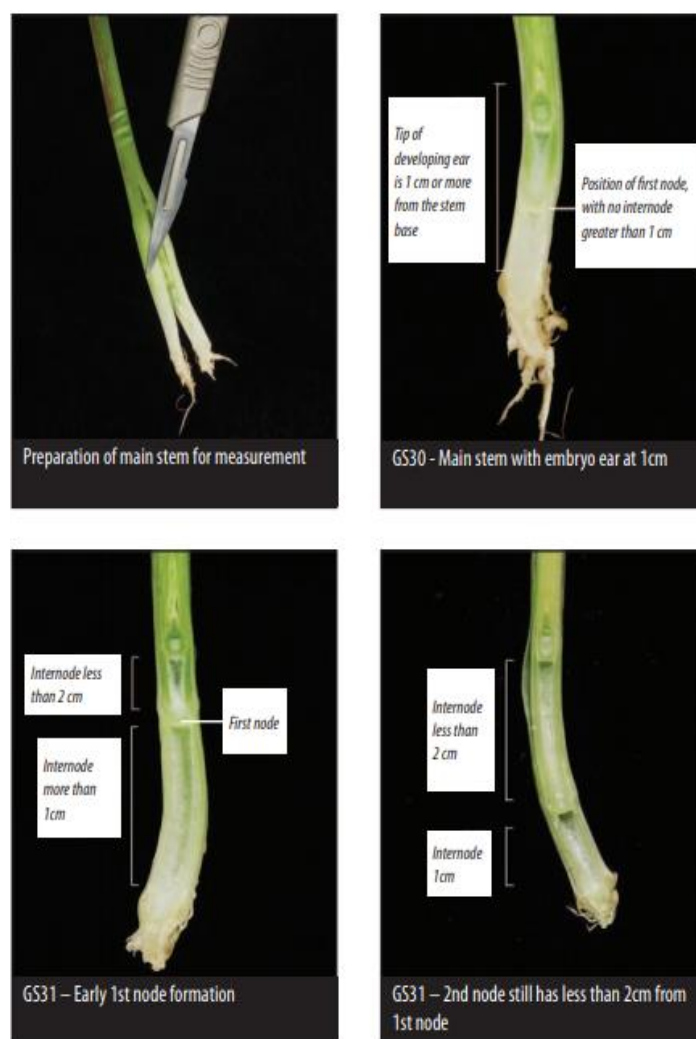 Preparation of main stem for measurement
Tip of
developing ear
is 1 cm or more
from the stem
base
Position of first node,
with no internode
greater than 1 cm
GS30 - Main stem with embryo ear at 1cm
Internode less
than 2 cm
First node
Internode
more than
1cm
GS31 – Early 1st node formation
Internode
less than
2 cm
Internode
1cm
GS31 – 2nd node still has less than 2cm from
1st node